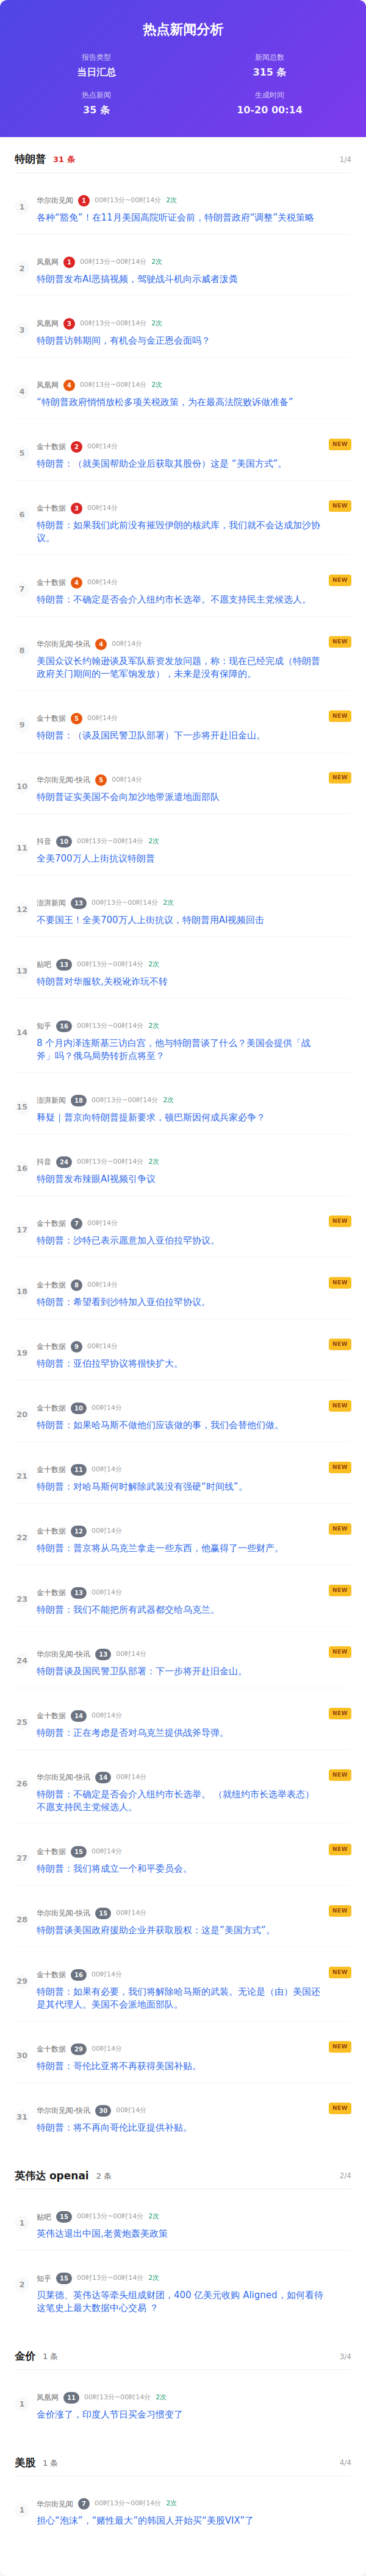 热点新闻分析
报告类型
当日汇总
新闻总数
315 条
热点新闻
35 条
生成时间
10-20 00:14
特朗普 31 条 1/4
1
华尔街见闻 1 00时13分~00时14分 2次
各种“豁免”！在11月美国高院听证会前，特朗普政府“调整”关税策略
2
凤凰网 1 00时13分~00时14分 2次
特朗普发布AI恶搞视频，驾驶战斗机向示威者泼粪
3
凤凰网 3 00时13分~00时14分 2次
特朗普访韩期间，有机会与金正恩会面吗？
4
凤凰网 4 00时13分~00时14分 2次
“特朗普政府悄悄放松多项关税政策，为在最高法院败诉做准备”
5
金十数据 2 00时14分 NEW
特朗普：（就美国帮助企业后获取其股份）这是 “美国方式”。
6
金十数据 3 00时14分 NEW
特朗普：如果我们此前没有摧毁伊朗的核武库，我们就不会达成加沙协
议。
7
金十数据 4 00时14分 NEW
特朗普：不确定是否会介入纽约市长选举。不愿支持民主党候选人。
8
华尔街见闻-快讯 4 00时14分 NEW
美国众议长约翰逊谈及军队薪资发放问题，称：现在已经完成（特朗普
政府关门期间的一笔军饷发放），未来是没有保障的。
9
金十数据 5 00时14分 NEW
特朗普：（谈及国民警卫队部署）下一步将开赴旧金山。
10
华尔街见闻-快讯 5 00时14分 NEW
特朗普证实美国不会向加沙地带派遣地面部队
11
抖音 10 00时13分~00时14分 2次
全美700万人上街抗议特朗普
12
澎湃新闻 13 00时13分~00时14分 2次
不要国王！全美700万人上街抗议，特朗普用AI视频回击
13
贴吧 13 00时13分~00时14分 2次
特朗普对华服软,关税讹诈玩不转
14
知乎 16 00时13分~00时14分 2次
8 个月内泽连斯基三访白宫，他与特朗普谈了什么？美国会提供「战
斧」吗？俄乌局势转折点将至？
15
澎湃新闻 18 00时13分~00时14分 2次
释疑｜普京向特朗普提新要求，顿巴斯因何成兵家必争？
16
抖音 24 00时13分~00时14分 2次
特朗普发布辣眼AI视频引争议
17
金十数据 7 00时14分 NEW
特朗普：沙特已表示愿意加入亚伯拉罕协议。
18
金十数据 8 00时14分 NEW
特朗普：希望看到沙特加入亚伯拉罕协议。
19
金十数据 9 00时14分 NEW
特朗普：亚伯拉罕协议将很快扩大。
20
金十数据 10 00时14分 NEW
特朗普：如果哈马斯不做他们应该做的事，我们会替他们做。
21
金十数据 11 00时14分 NEW
特朗普：对哈马斯何时解除武装没有强硬“时间线”。
22
金十数据 12 00时14分 NEW
特朗普：普京将从乌克兰拿走一些东西，他赢得了一些财产。
23
金十数据 13 00时14分 NEW
特朗普：我们不能把所有武器都交给乌克兰。
24
华尔街见闻-快讯 13 00时14分 NEW
特朗普谈及国民警卫队部署：下一步将开赴旧金山。
25
金十数据 14 00时14分 NEW
特朗普：正在考虑是否对乌克兰提供战斧导弹。
26
华尔街见闻-快讯 14 00时14分 NEW
特朗普：不确定是否会介入纽约市长选举。 （就纽约市长选举表态）
不愿支持民主党候选人。
27
金十数据 15 00时14分 NEW
特朗普：我们将成立一个和平委员会。
28
华尔街见闻-快讯 15 00时14分 NEW
特朗普谈美国政府援助企业并获取股权：这是“美国方式”。
29
金十数据 16 00时14分 NEW
特朗普：如果有必要，我们将解除哈马斯的武装。无论是（由）美国还
是其代理人。美国不会派地面部队。
30
金十数据 29 00时14分 NEW
特朗普：哥伦比亚将不再获得美国补贴。
31
华尔街见闻-快讯 30 00时14分 NEW
特朗普：将不再向哥伦比亚提供补贴。
英伟达 openai 2 条 2/4
1
贴吧 15 00时13分~00时14分 2次
英伟达退出中国,老黄炮轰美政策
2
知乎 15 00时13分~00时14分 2次
贝莱德、英伟达等牵头组成财团，400 亿美元收购 Aligned，如何看待
这笔史上最大数据中心交易 ？
金价 1 条 3/4
1
凤凰网 11 00时13分~00时14分 2次
金价涨了，印度人节日买金习惯变了
美股 1 条 4/4
1
华尔街见闻 7 00时13分~00时14分 2次
担心“泡沫”，“赌性最大”的韩国人开始买“美股VIX”了